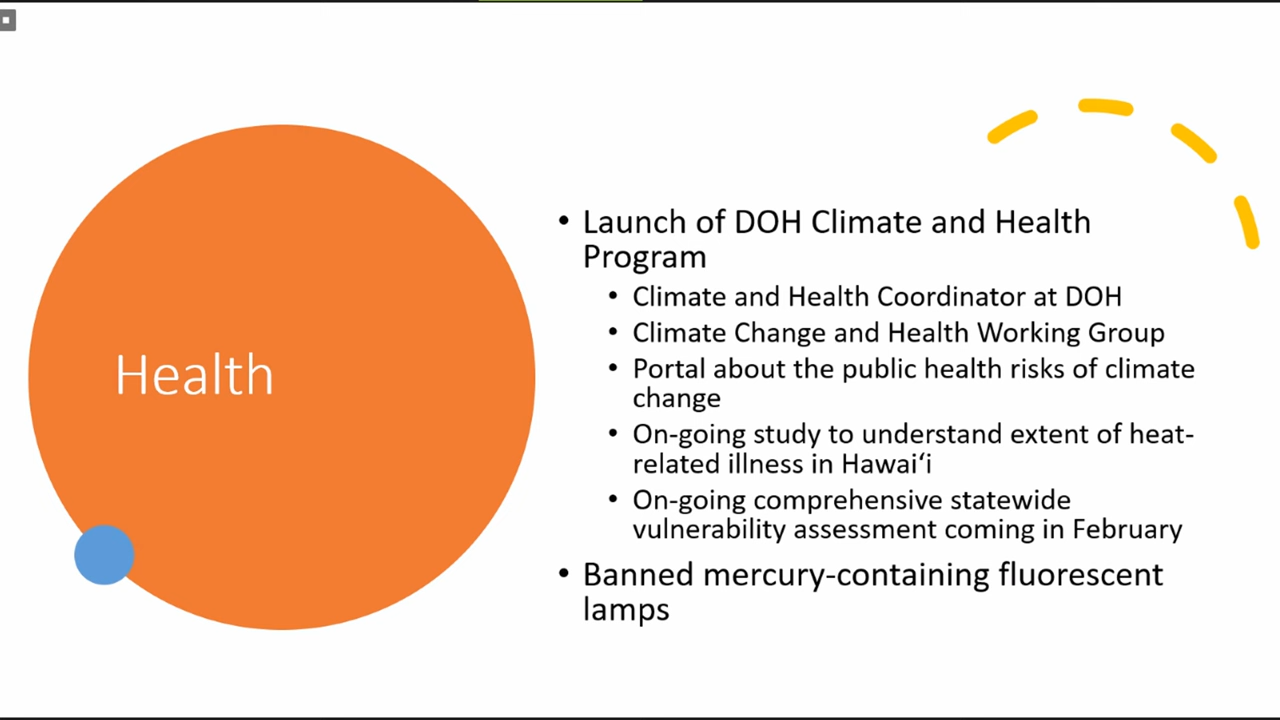 Health
• Launch of DOH Climate and Health
Program
• Climate and Health Coordinator at DOH
• Climate Change and Health Working Group
• Portal about the public health risks of climate
change
• On-going study to understand extent of heat-
related illness in Hawaiʻi
• On-going comprehensive statewide
vulnerability assessment coming in February
• Banned mercury-containing fluorescent
lamps